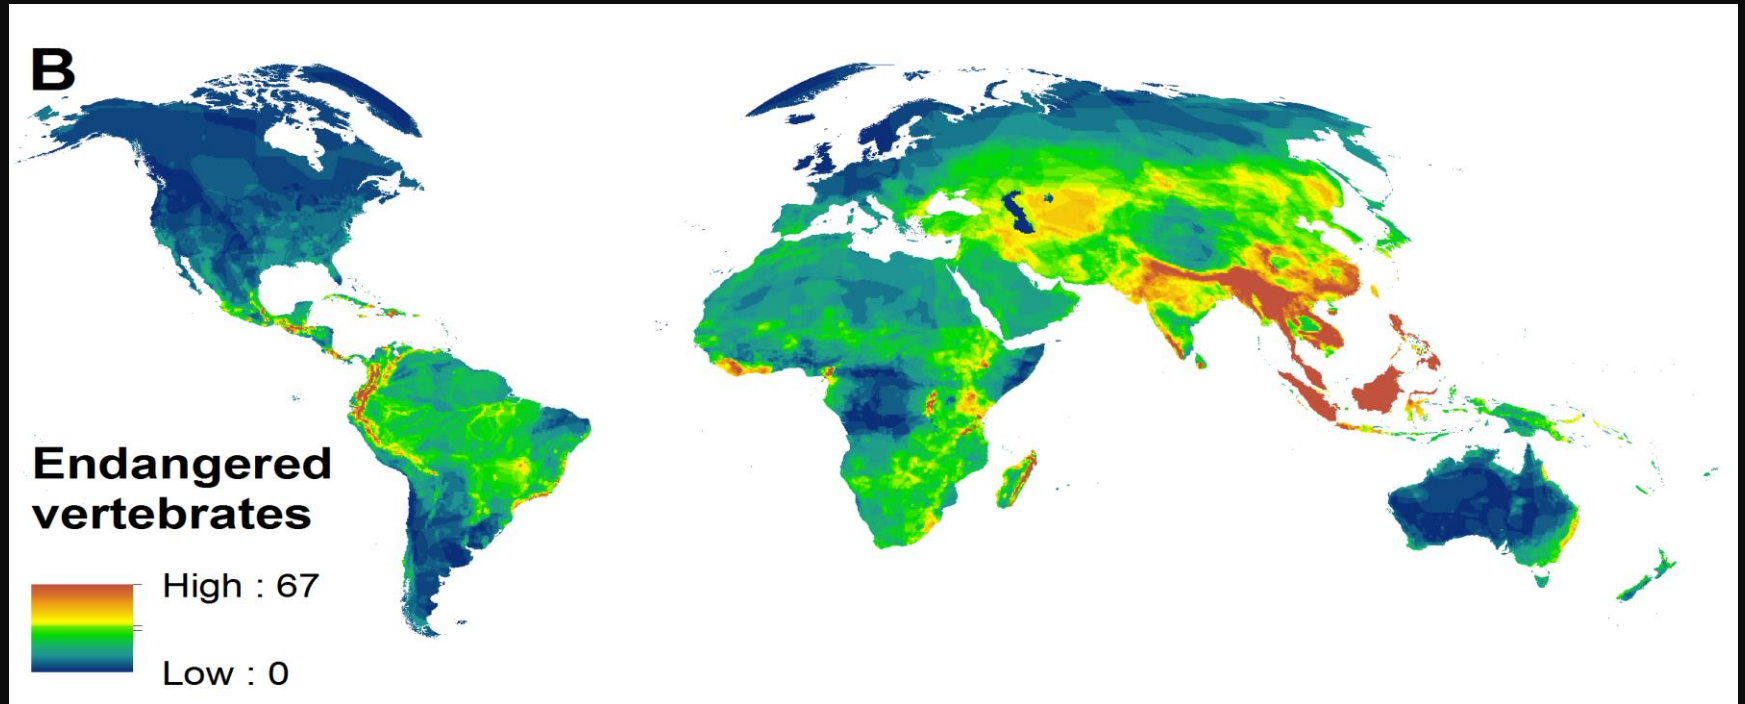 B
Endangered
vertebrates
High : 67
Low : 0